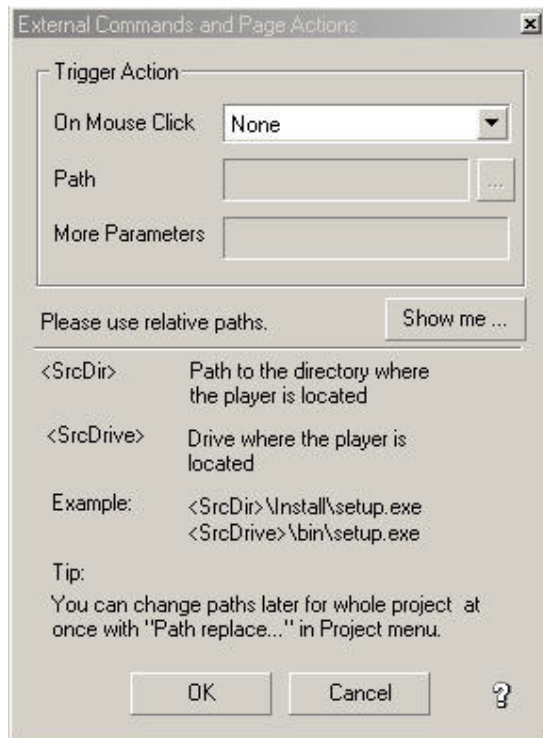 External Commands and Page Actions
Trigger Action
On Mouse Click None
Path ...
More Parameters
Please use relative paths. Show me ...
<SrcDir> Path to the directory where
the player is located
<SrcDrive> Drive where the player is
located
Example: <SrcDir>\Install\setup.exe
<SrcDrive>\bin\setup.exe
Tip:
You can change paths later for whole project at
once with "Path replace..." in Project menu.
OK Cancel ?